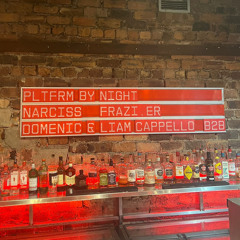 PLTFRM BY NIGHT
NARCISS FRAZI ER
DOMENIC & LIAM CAPPELLO B2B